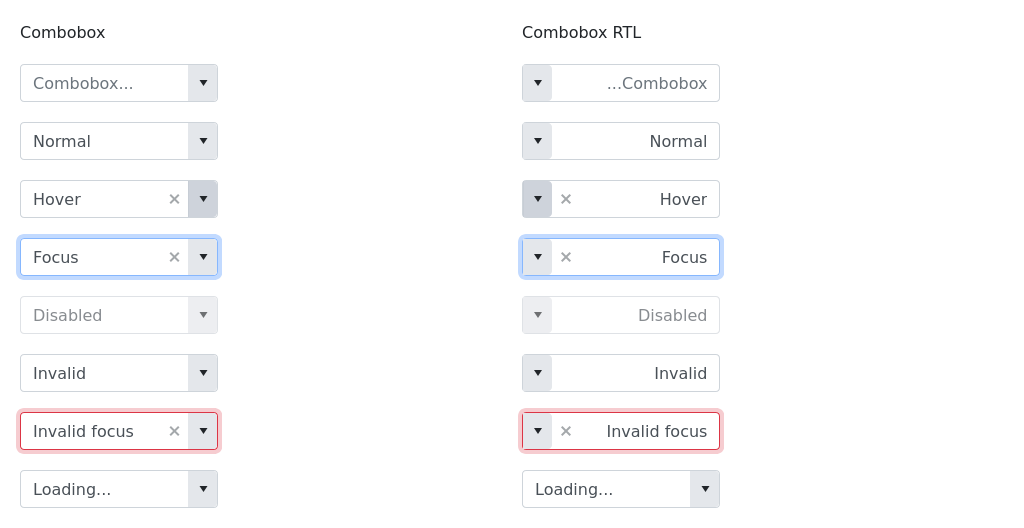 Combobox
Combobox...
Normal
Hover
Focus
Disabled
Invalid
Invalid focus
Loading...
Combobox RTL
...Combobox
Normal
Hover
Focus
Disabled
Invalid
Invalid focus
Loading...